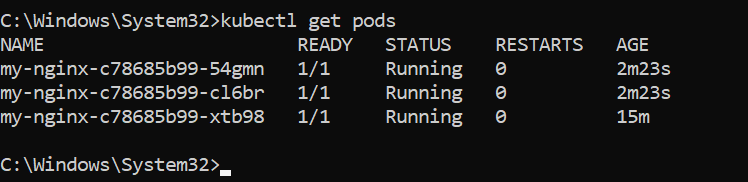 C:\Windows\System32>kubectl get pods
NAME                       READY   STATUS    RESTARTS   AGE
my-nginx-c78685b99-54gmn   1/1     Running   0          2m23s
my-nginx-c78685b99-cl6br   1/1     Running   0          2m23s
my-nginx-c78685b99-xtb98   1/1     Running   0          15m
C:\Windows\System32>